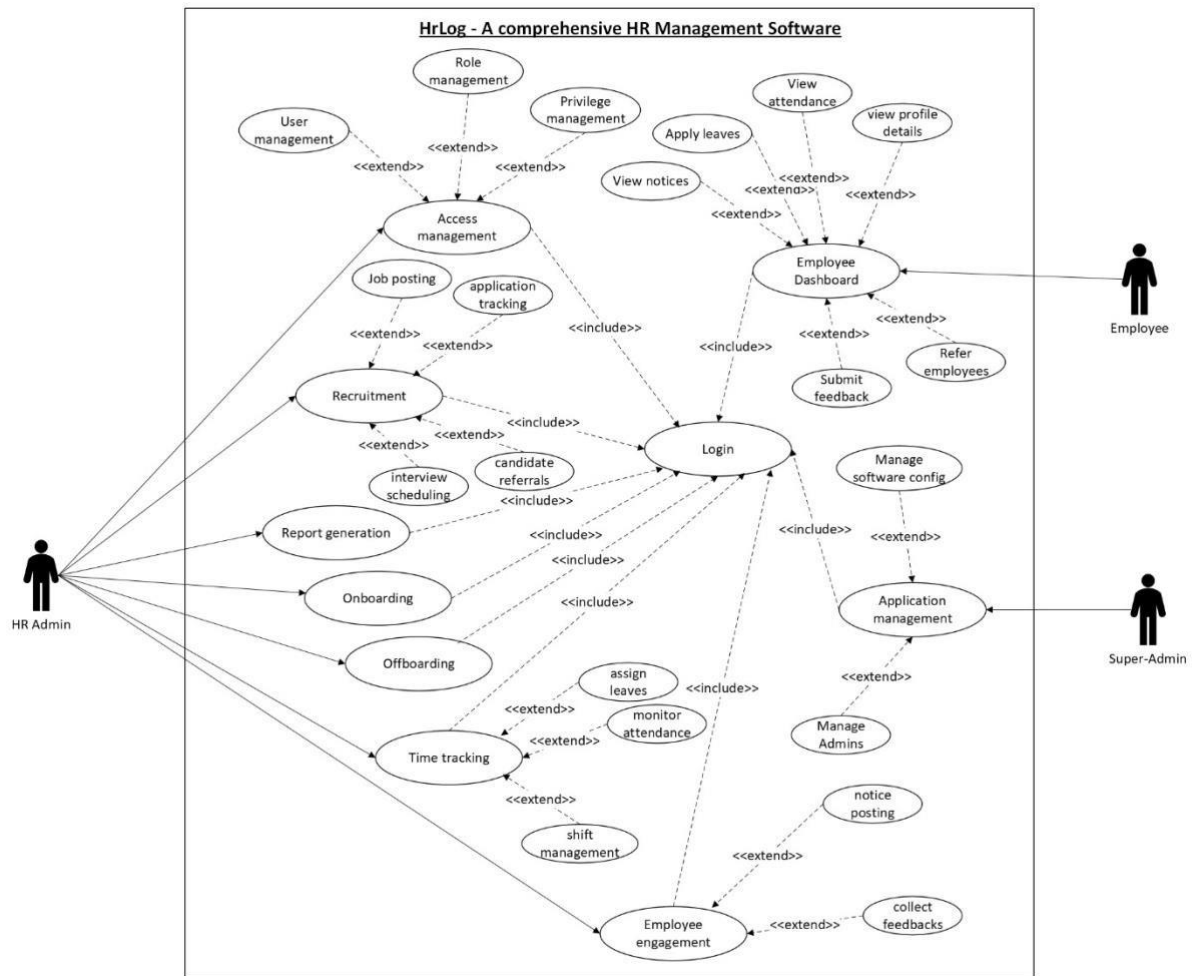 HrLog - A comprehensive HR Management Software
Role
management
View
attendance
Privilege
management
view profile
details
User
management
Apply leaves
<<extend>>
<<extend>>
<<extend>>
View notices
<<extend>>
<<extend>>
<<extend>>
<<extend>>
Access
management
Employee
Dashboard
Job posting
application
tracking
Employee
<<extend>>
<<extend>>
<<include>>
<<include>>
<<extend>>
<<extend>>
Refer
employees
Submit
feedback
Recruitment
<<include>>
Login
<<extend>>
<<extend>>
interview
scheduling
candidate
referrals
Manage
software config
<<include>>
Report generation
<<include>>
<<include>>
<<include>>
<<extend>>
HR Admin
Onboarding
<<include>>
Application
management
Super-Admin
Offboarding
assign
leaves
<<extend>>
monitor
attendance
<<extend>>
<<include>>
<<extend>>
Manage
Admins
Time tracking
<<extend>>
shift
management
notice
posting
<<extend>>
Employee
engagement
<<extend>>
collect
feedbacks